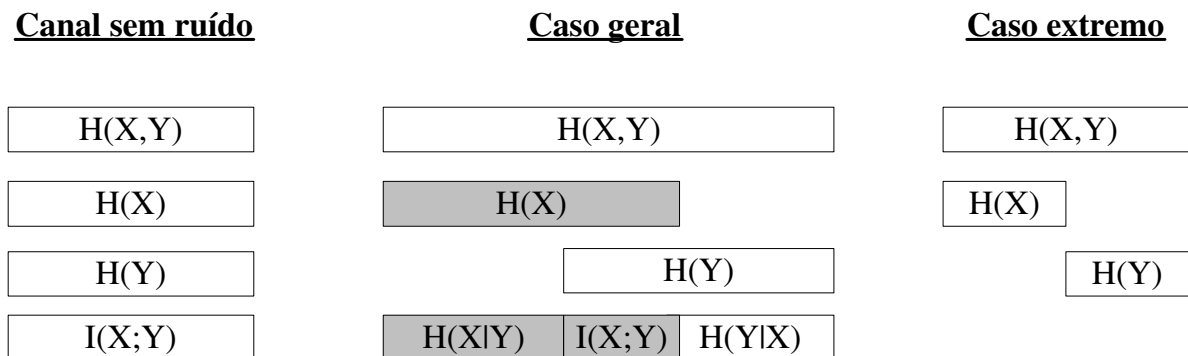 Canal sem ruído Caso geral Caso extremo
H(X,Y) H(X,Y) H(X,Y)
H(X) H(X) H(X)
H(Y) H(Y) H(Y)
I(X;Y) H(X|Y) I(X;Y) H(Y|X)